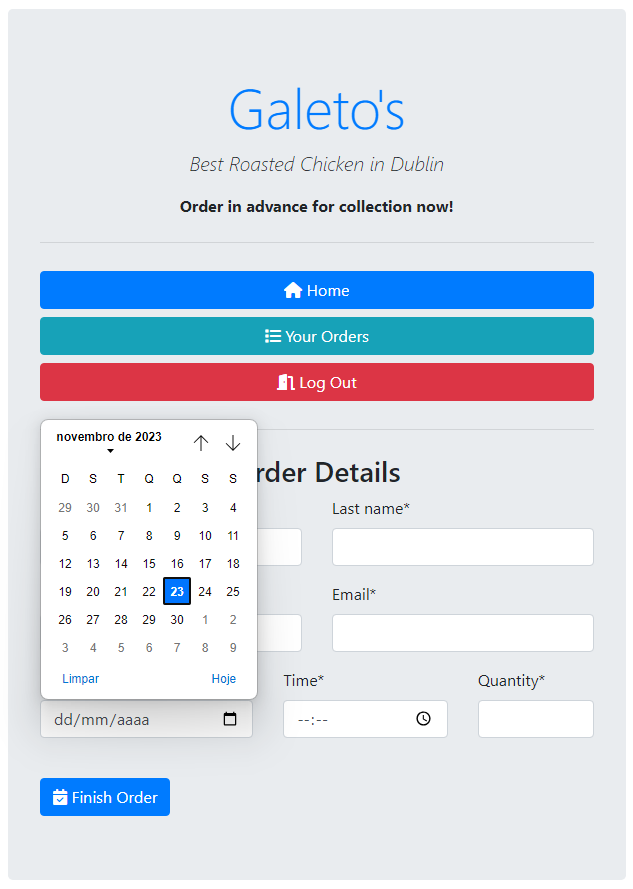 Galeto's
Best Roasted Chicken in Dublin
Order in advance for collection now!
Home
Your Orders
Log Out
novembro de 2023
D S T Q Q S S
29 30 31 1 2 3 4
5 6 7 8 9 10 11
12 13 14 15 16 17 18
19 20 21 22 23 24 25
26 27 28 29 30 1 2
3 4 5 6 7 8 9
Limpar Hoje
rder Details
Last name*
Email*
Time* Quantity*
dd/mm/aaaa --:--
Finish Order